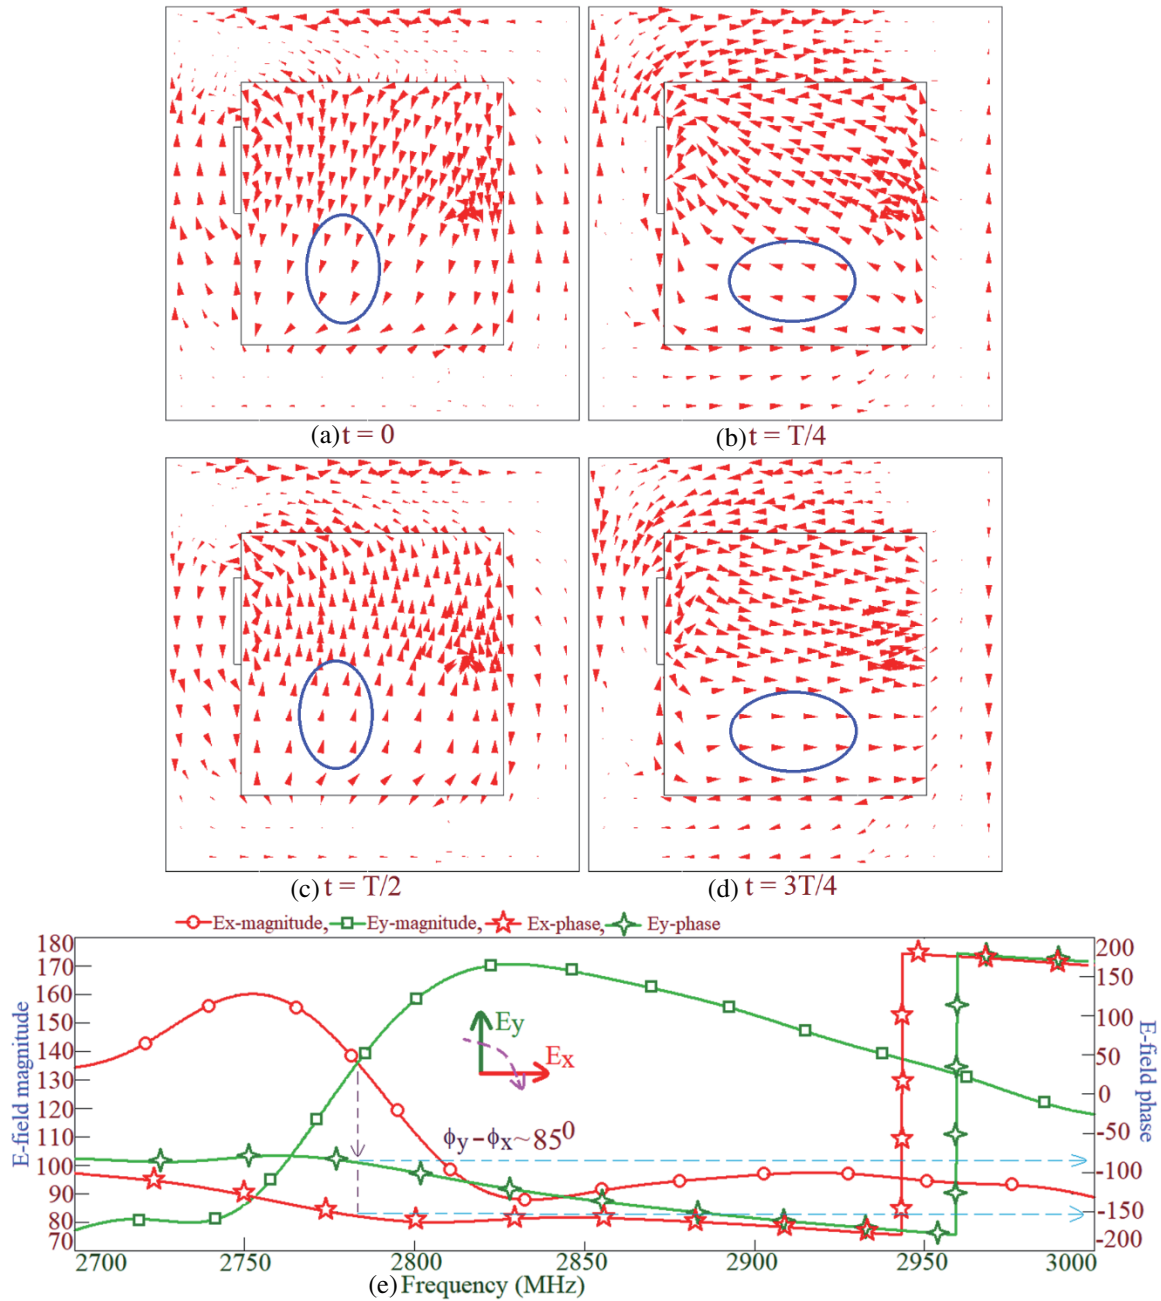 (a) t = 0
(b) t = T/4
(c) t = T/2
(d) t = 3T/4
Ex-magnitude, Ey-magnitude, Ex-phase, Ey-phase
E-field magnitude
180
170
160
150
140
130
120
110
100
90
80
70
Ey
Ex
ϕy−ϕx~85⁰
200
150
100
50
0
-50
-100
-150
-200
E-field phase
2700 2750 2800 2850 2900 2950 3000
(e) Frequency (MHz)